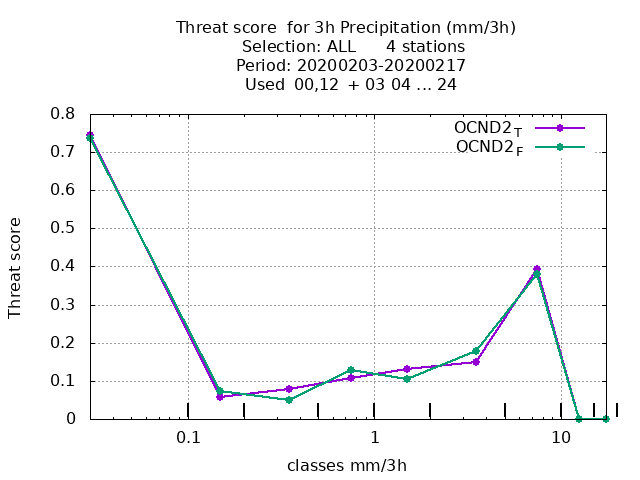 Threat score for 3h Precipitation (mm/3h)
Selection: ALL 4 stations
Period: 20200203-20200217
Used 00,12 + 03 04 ... 24
OCND2T
OCND2F
0.8
0.7
0.6
0.5
0.4
0.3
0.2
0.1
0
Threat score
0.1 1 10
classes mm/3h